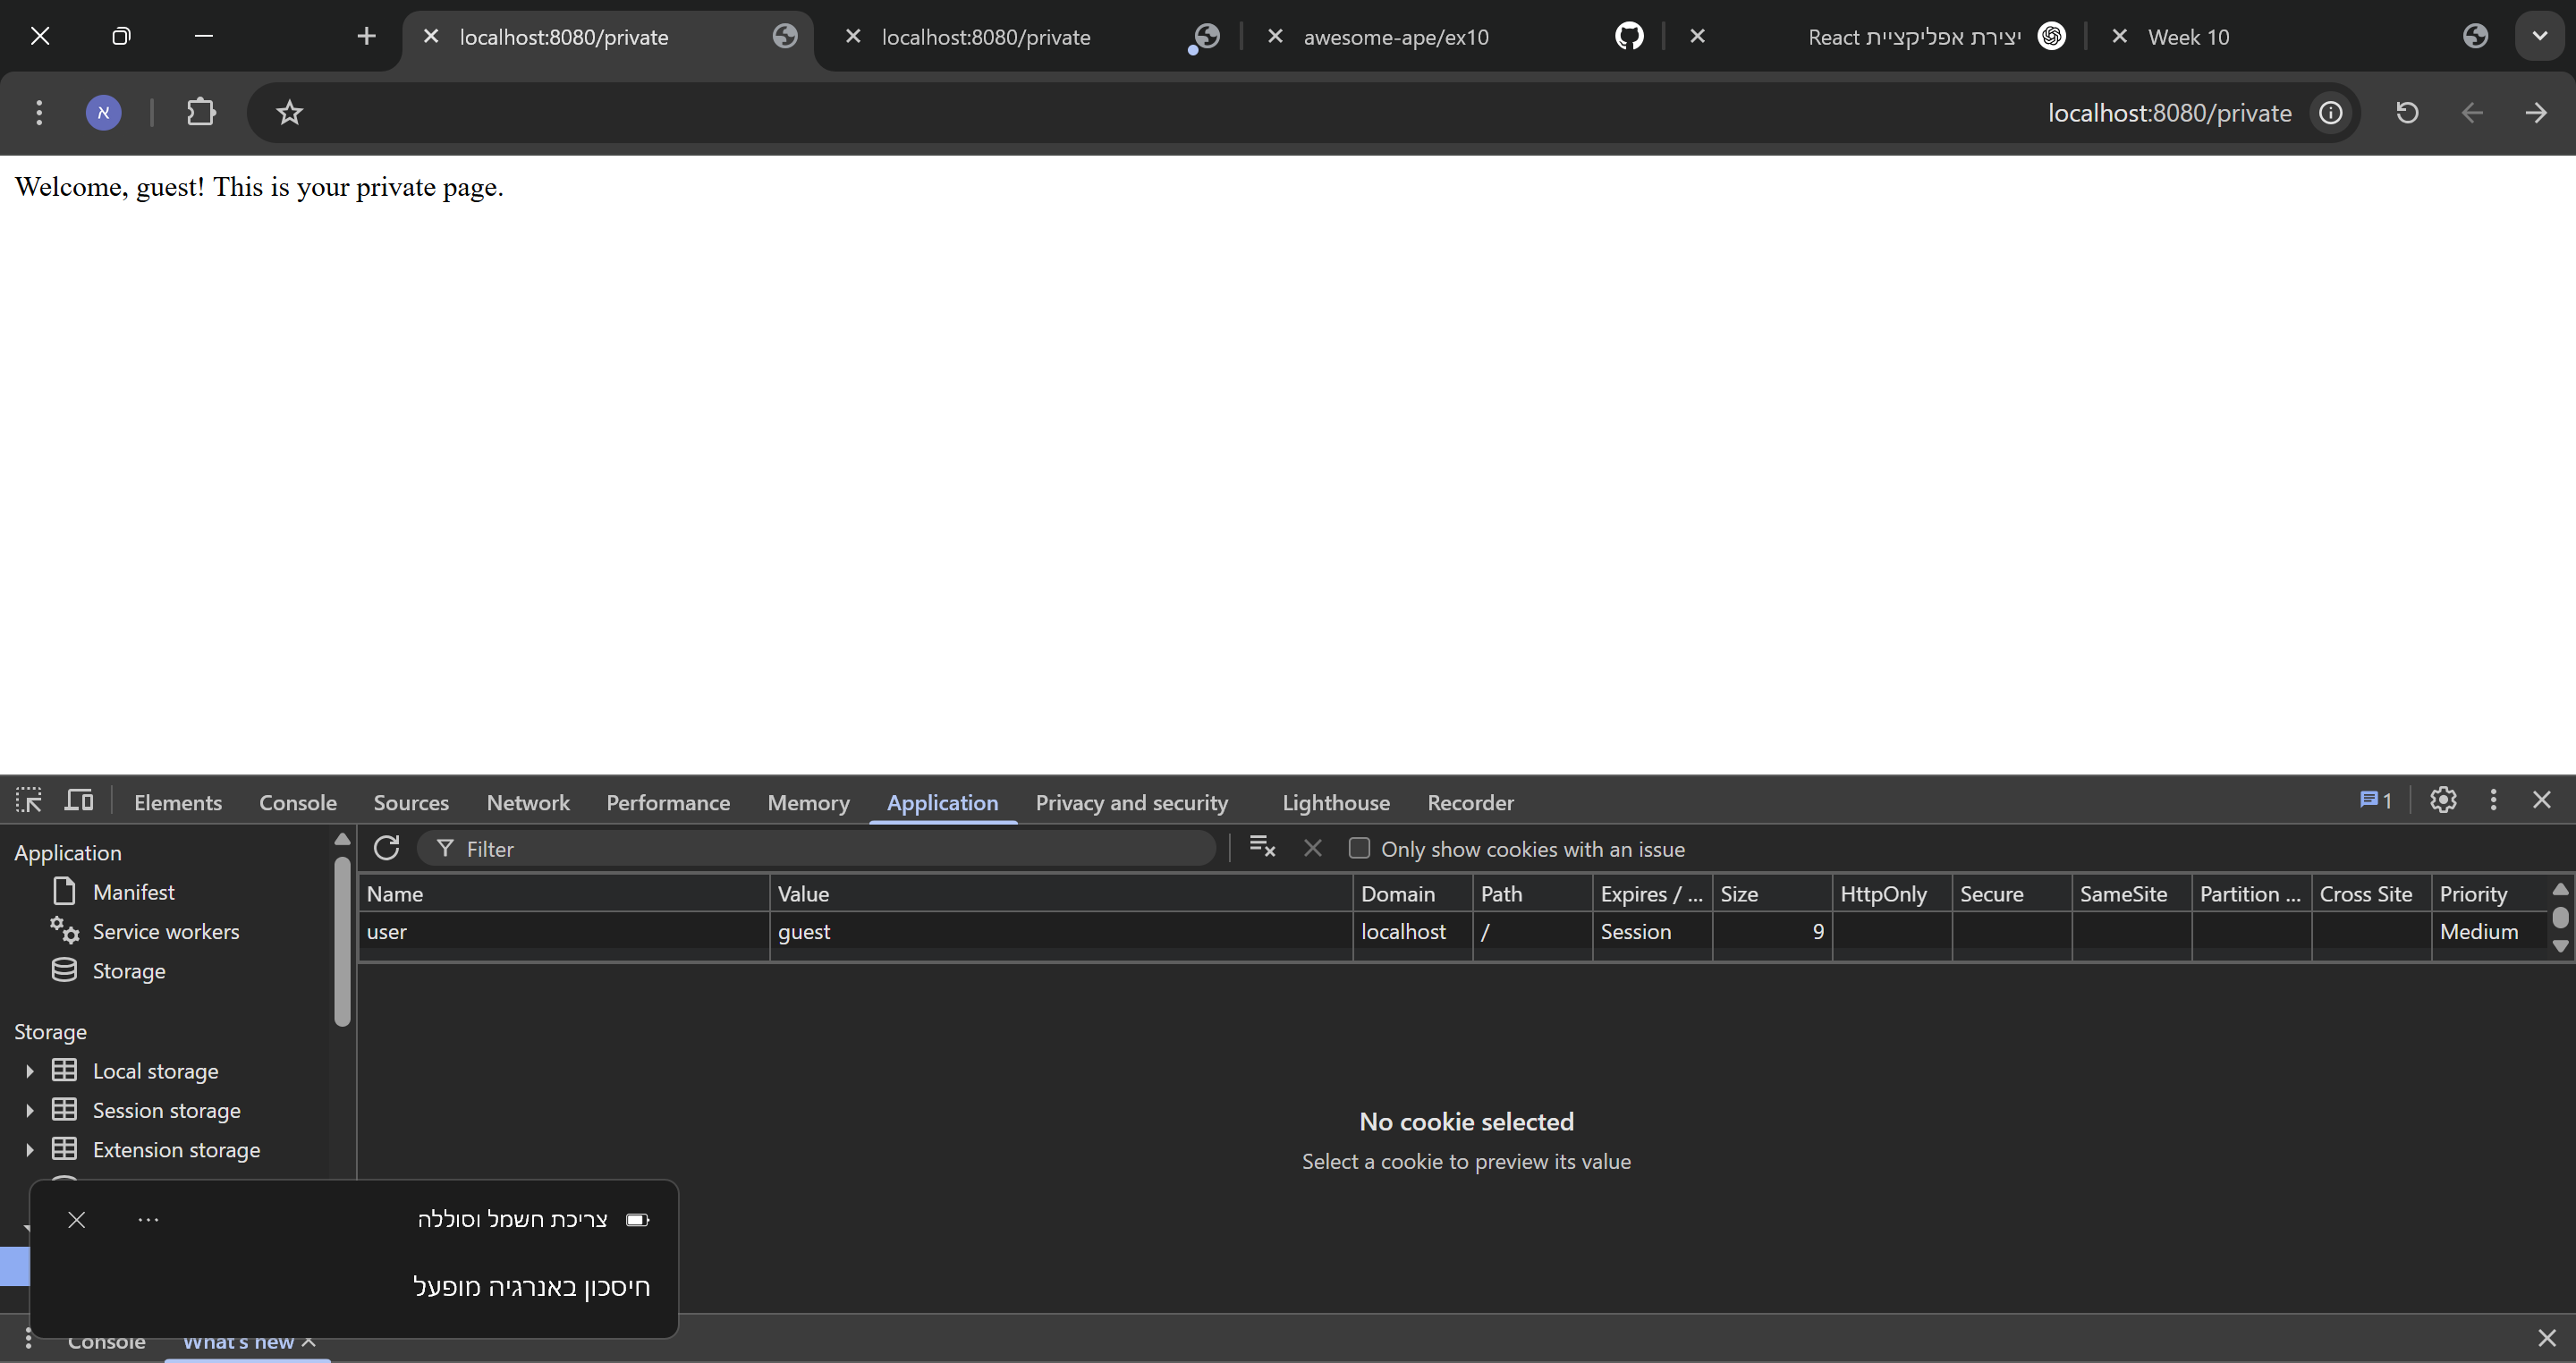 localhost:8080/private
localhost:8080/private
awesome-ape/ex10
יצירת אפליקציית React
Week 10
א
localhost:8080/private
Welcome, guest! This is your private page.
Elements Console Sources Network Performance Memory Application Privacy and security Lighthouse Recorder 1
Application
Manifest
Service workers
Storage
Storage
Local storage
Session storage
Extension storage
Filter
Only show cookies with an issue
Name Value Domain Path Expires / ... Size HttpOnly Secure SameSite Partition ... Cross Site Priority
user guest localhost / Session 9 Medium
No cookie selected
Select a cookie to preview its value
צריכת חשמל וסוללה
חיסכון באנרגיה מופעל
Console What's new